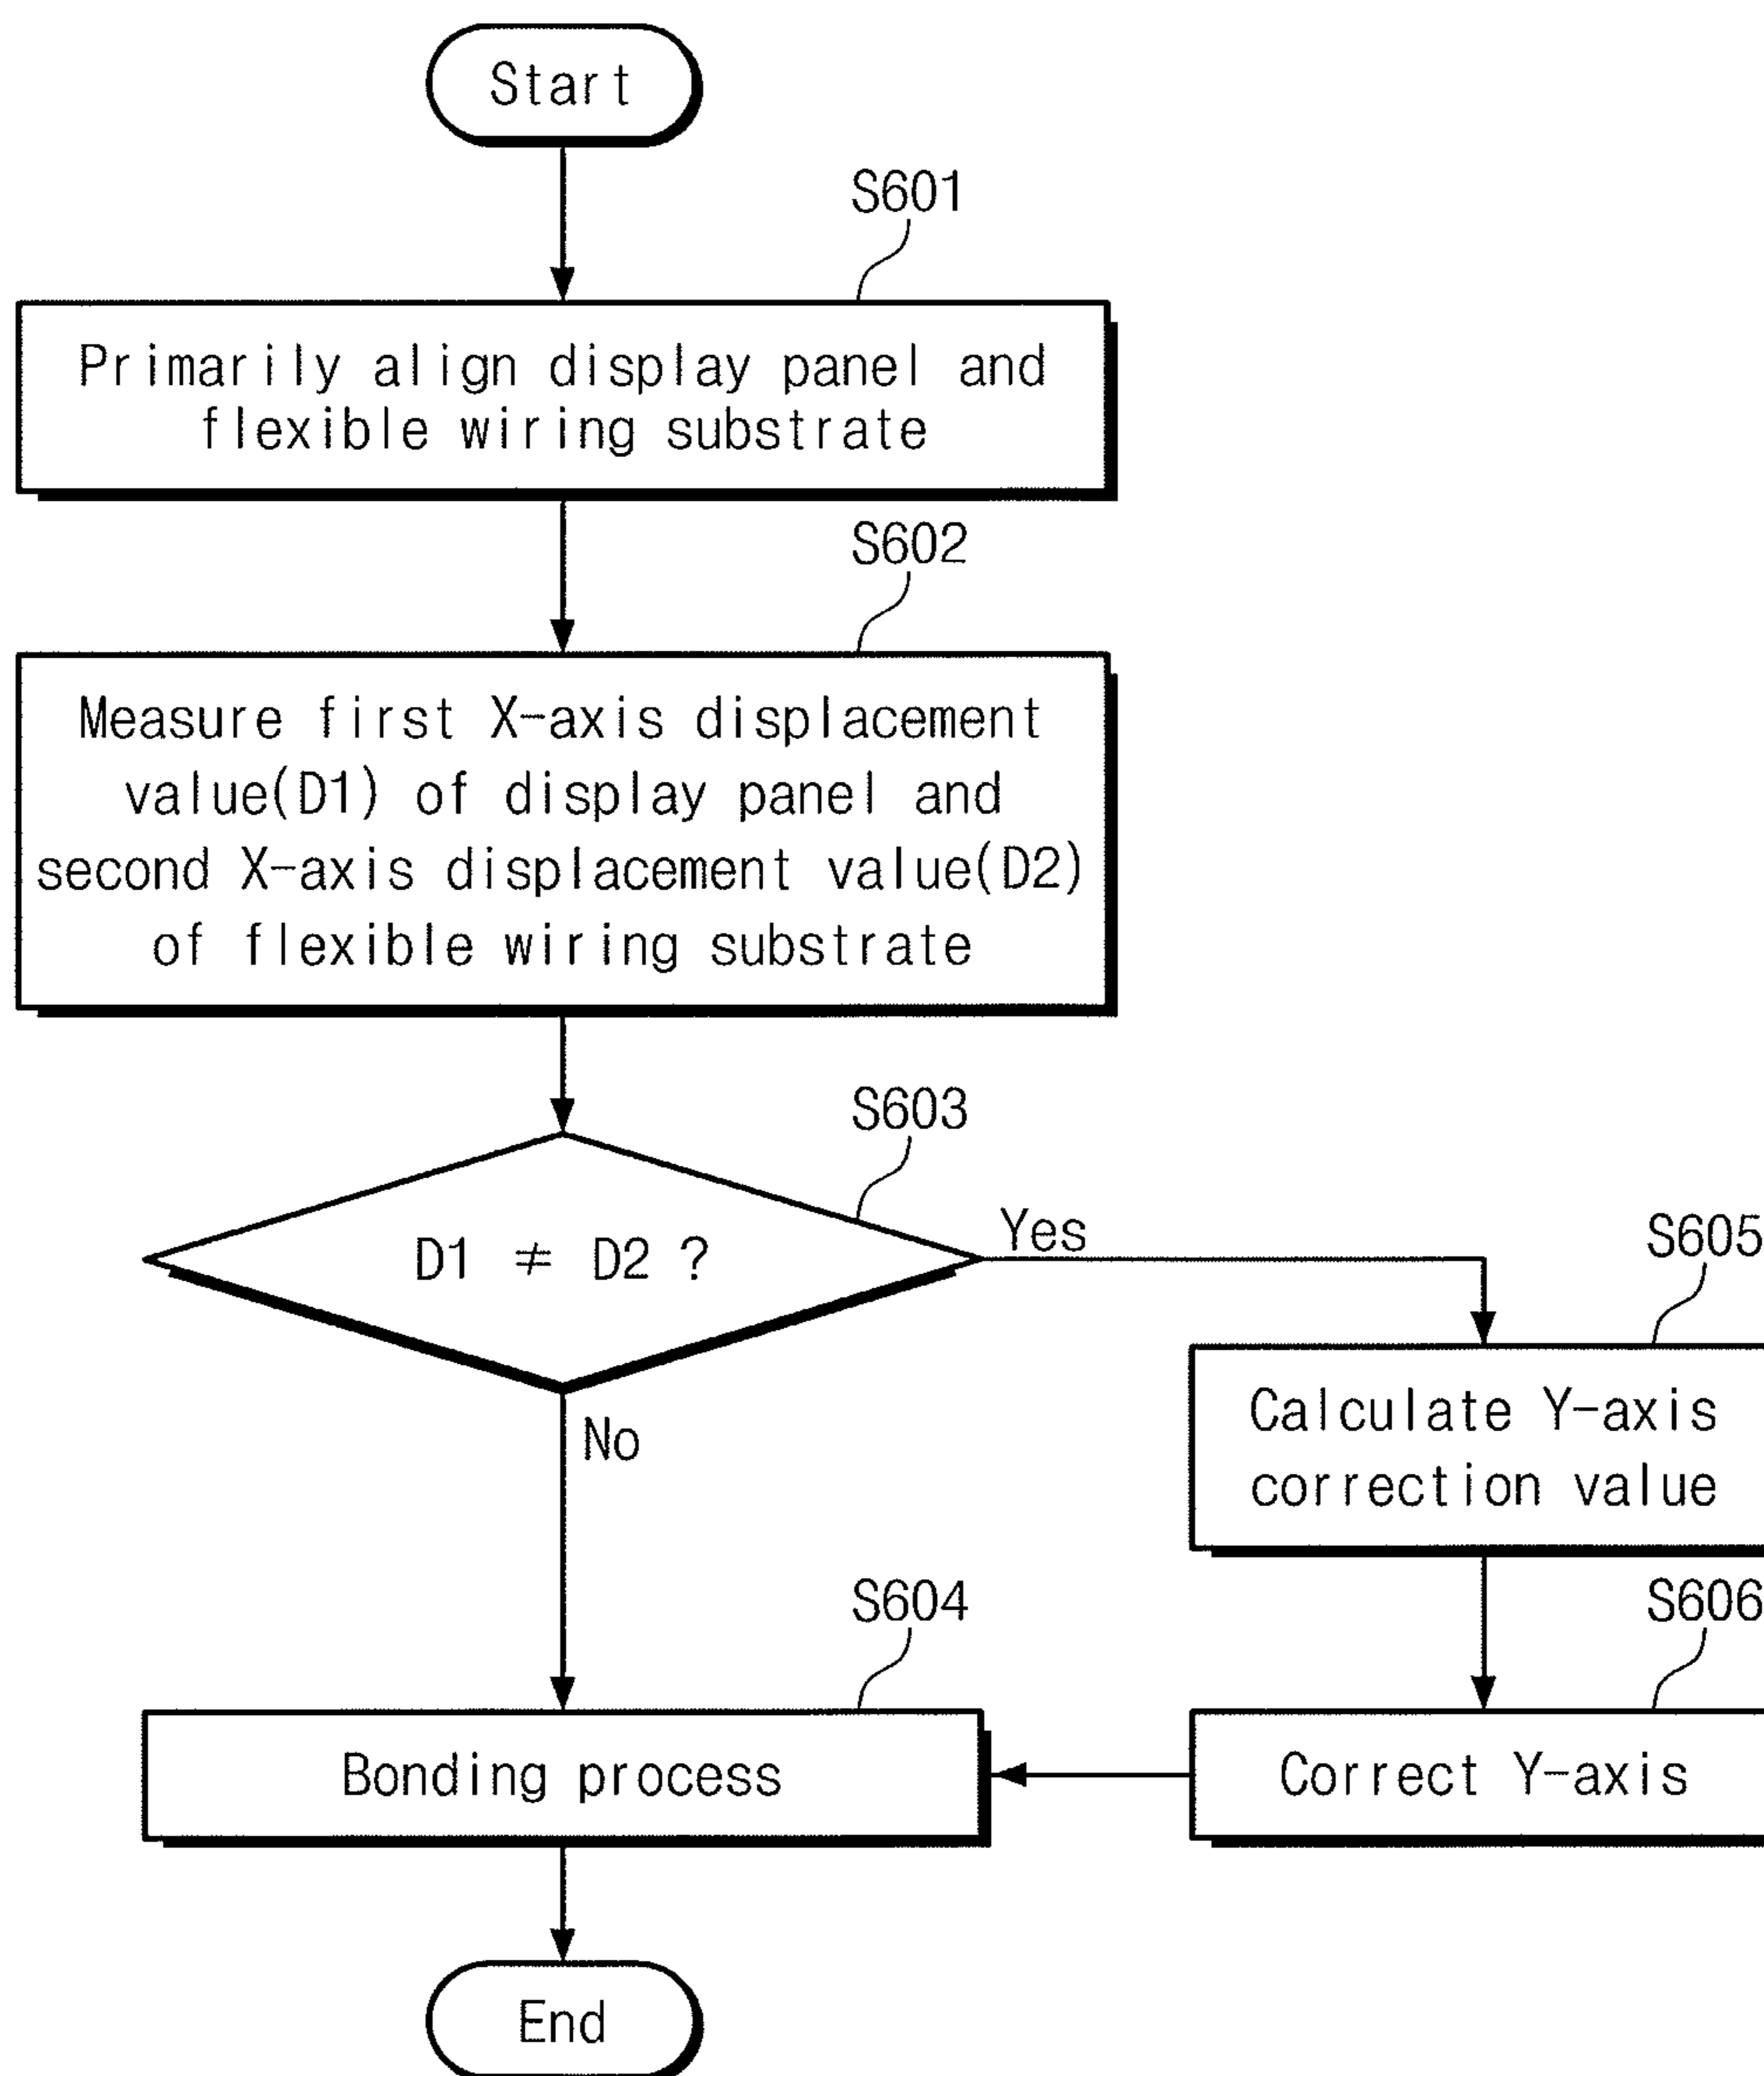 Start
S601
Primarily align display panel and
flexible wiring substrate
S602
Measure first X-axis displacement
value(D1) of display panel and
second X-axis displacement value(D2)
of flexible wiring substrate
S603
D1 ≠ D2 ?
Yes
No
S605
Calculate Y-axis
correction value
S604
Bonding process
S606
Correct Y-axis
End